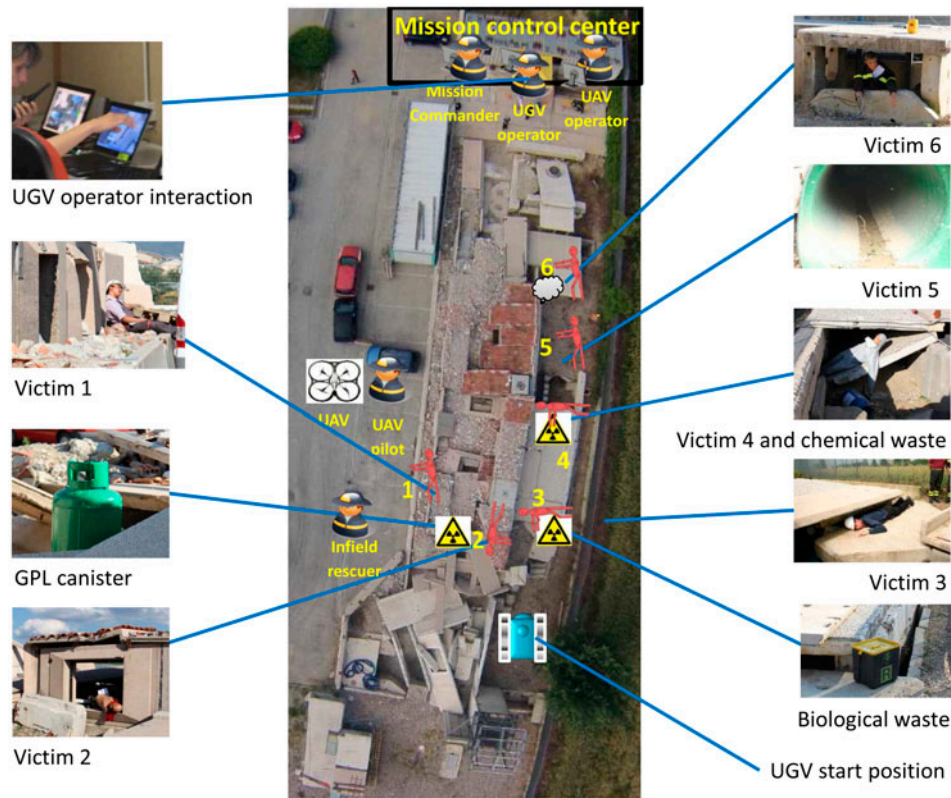 Mission control center
Mission
Commander
UGV
operator
UAV
operator
UGV operator interaction
Victim 1
GPL canister
Victim 2
UAV
UAV
oilot
Infield
rescuer
1
2
3
4
5
6
Victim 6
Victim 5
Victim 4 and chemical waste
Victim 3
R
Biological waste
UGV start position